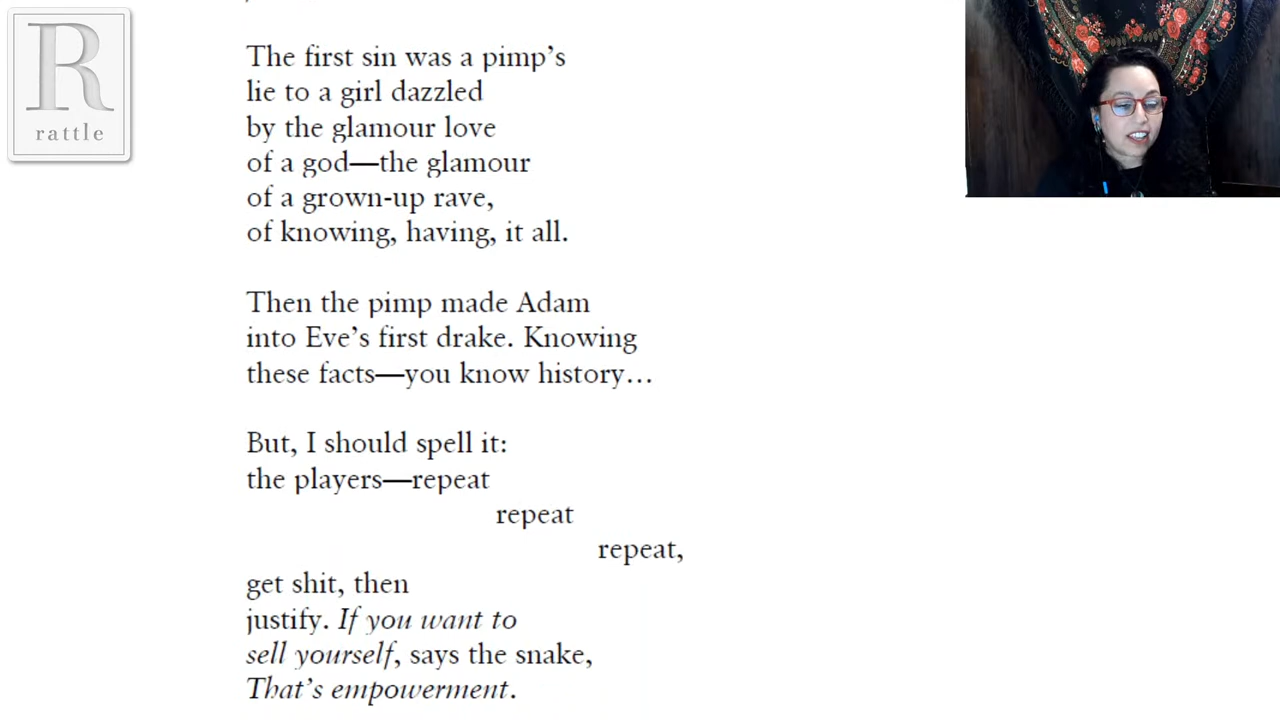 R
rattle
The first sin was a pimp’s
lie to a girl dazzled
by the glamour love
of a god—the glamour
of a grown-up rave,
of knowing, having, it all.
Then the pimp made Adam
into Eve’s first drake. Knowing
these facts—you know history…
But, I should spell it:
the players—repeat
repeat
repeat,
get shit, then
justify. If you want to
sell yourself, says the snake,
That’s empowerment.